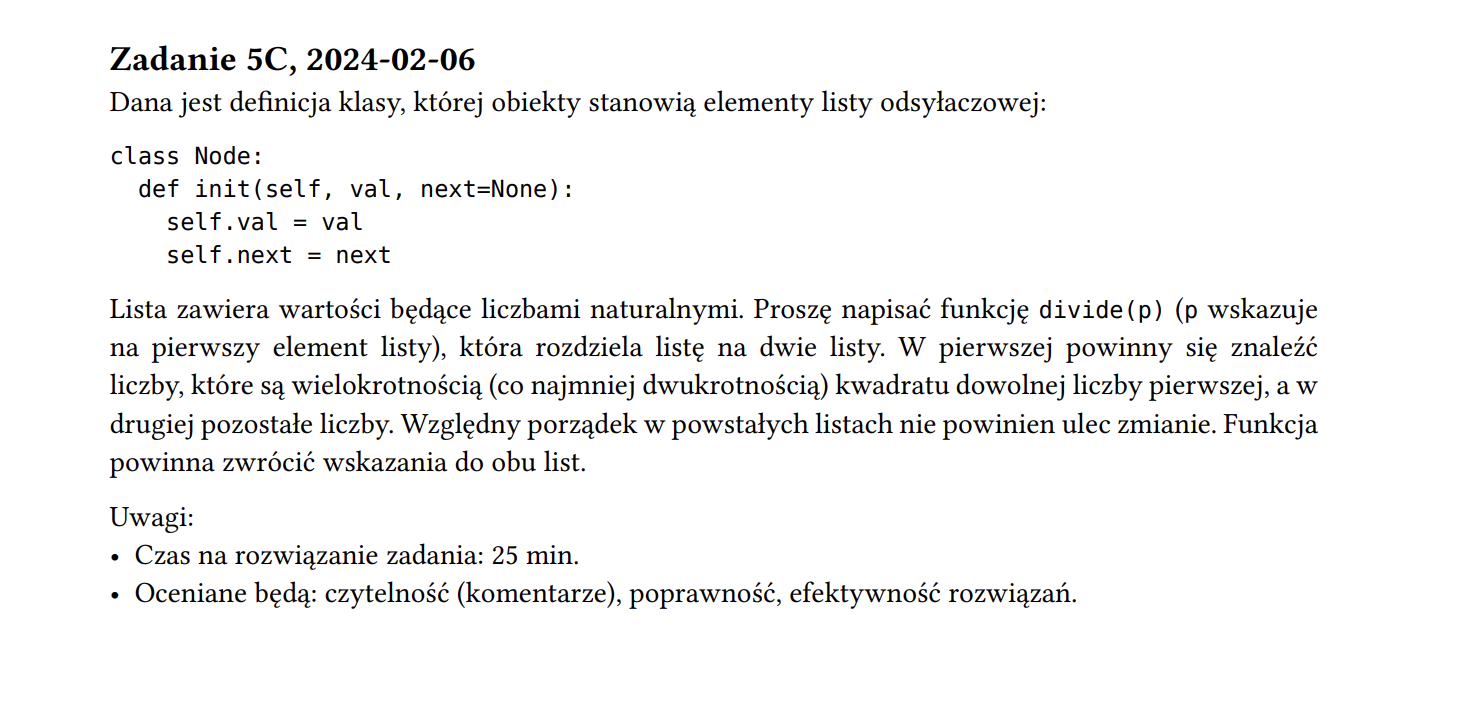 Zadanie 5C, 2024-02-06
Dana jest definicja klasy, której obiekty stanowią elementy listy odsyłaczowej:
class Node:
  def init(self, val, next=None):
    self.val = val
    self.next = next
Lista zawiera wartości będące liczbami naturalnymi. Proszę napisać funkcję divide(p) (p wskazuje
na pierwszy element listy), która rozdziela listę na dwie listy. W pierwszej powinny się znaleźć
liczby, które są wielokrotnością (co najmniej dwukrotnością) kwadratu dowolnej liczby pierwszej, a w
drugiej pozostałe liczby. Względny porządek w powstałych listach nie powinien ulec zmianie. Funkcja
powinna zwrócić wskazania do obu list.
Uwagi:
• Czas na rozwiązanie zadania: 25 min.
• Oceniane będą: czytelność (komentarze), poprawność, efektywność rozwiązań.